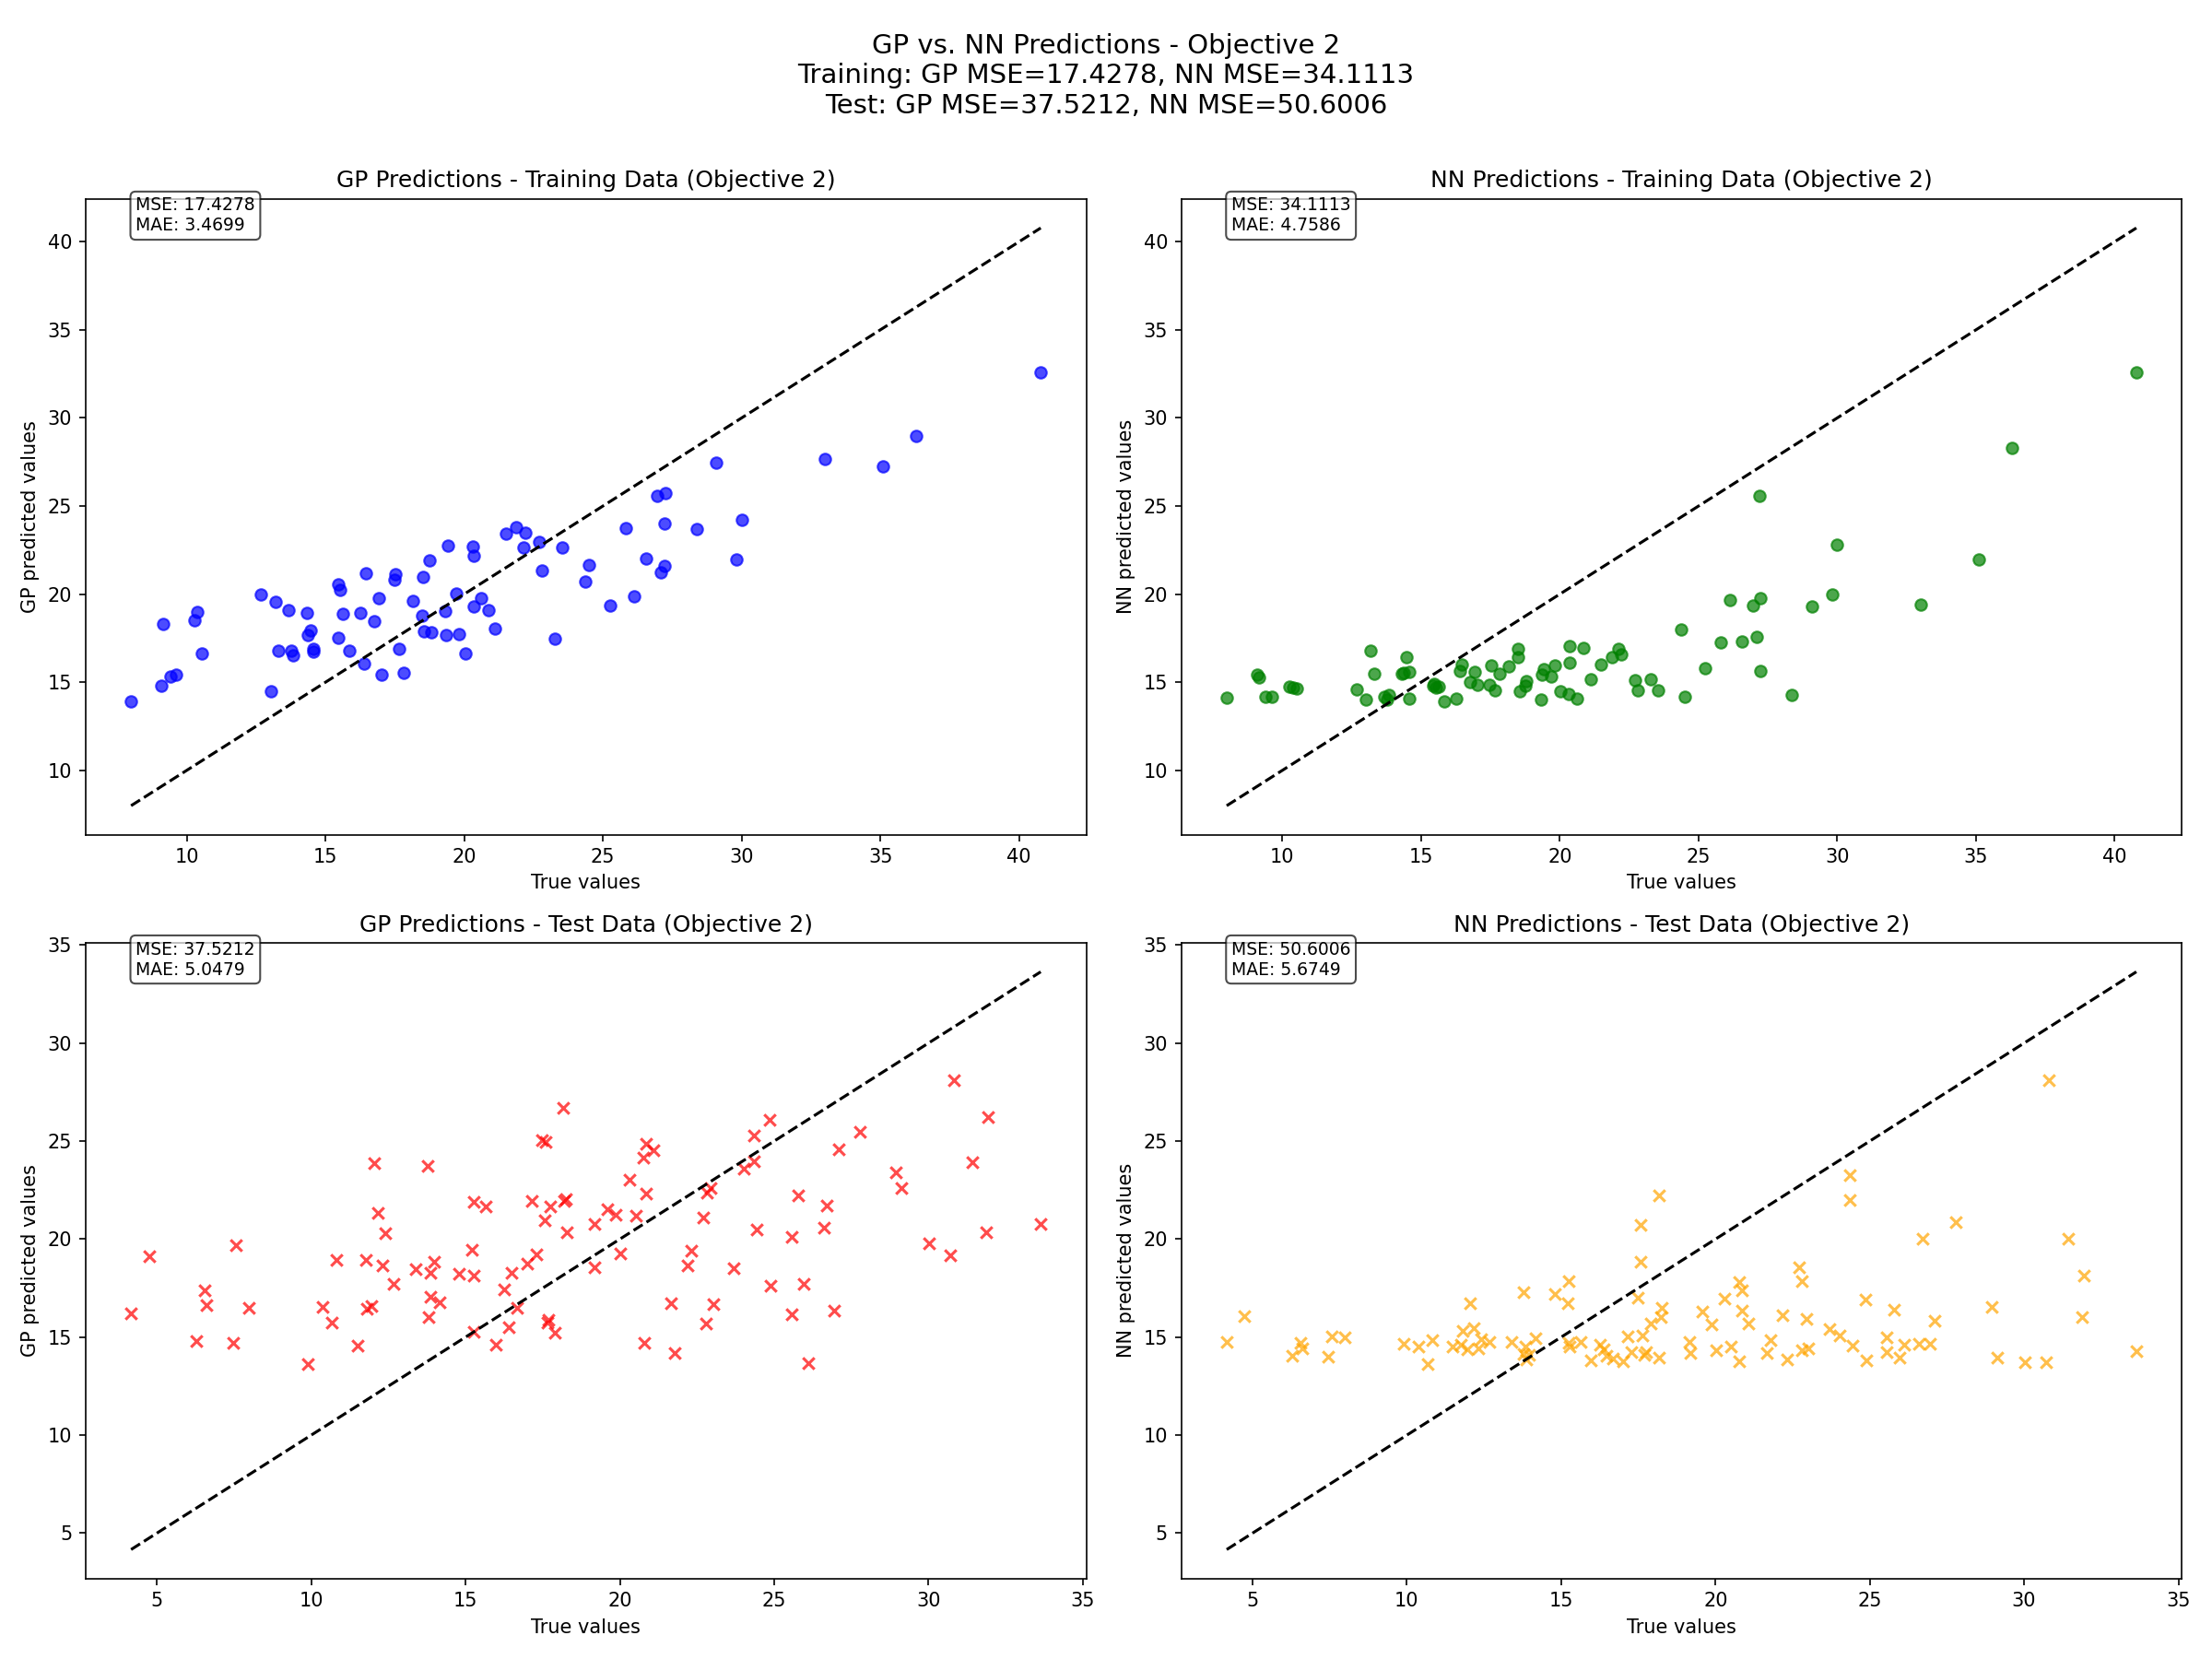 GP vs. NN Predictions - Objective 2
Training: GP MSE=17.4278, NN MSE=34.1113
Test: GP MSE=37.5212, NN MSE=50.6006
GP Predictions - Training Data (Objective 2)
MSE: 17.4278
MAE: 3.4699
GP predicted values
40
35
30
25
20
15
10
10 15 20 25 30 35 40
True values
NN Predictions - Training Data (Objective 2)
MSE: 34.1113
MAE: 4.7586
NN predicted values
40
35
30
25
20
15
10
10 15 20 25 30 35 40
True values
GP Predictions - Test Data (Objective 2)
MSE: 37.5212
MAE: 5.0479
GP predicted values
35
30
25
20
15
10
5
5 10 15 20 25 30 35
True values
NN Predictions - Test Data (Objective 2)
MSE: 50.6006
MAE: 5.6749
NN predicted values
35
30
25
20
15
10
5
5 10 15 20 25 30 35
True values